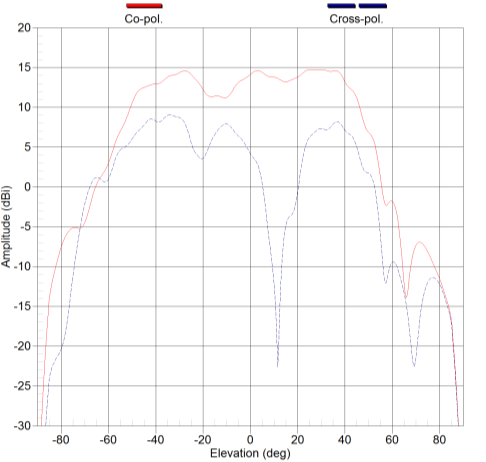 Co-pol. Cross-pol.
20
15
10
5
0
-5
-10
-15
-20
-25
-30
Amplitude (dBi)
-80 -60 -40 -20 0 20 40 60 80
Elevation (deg)